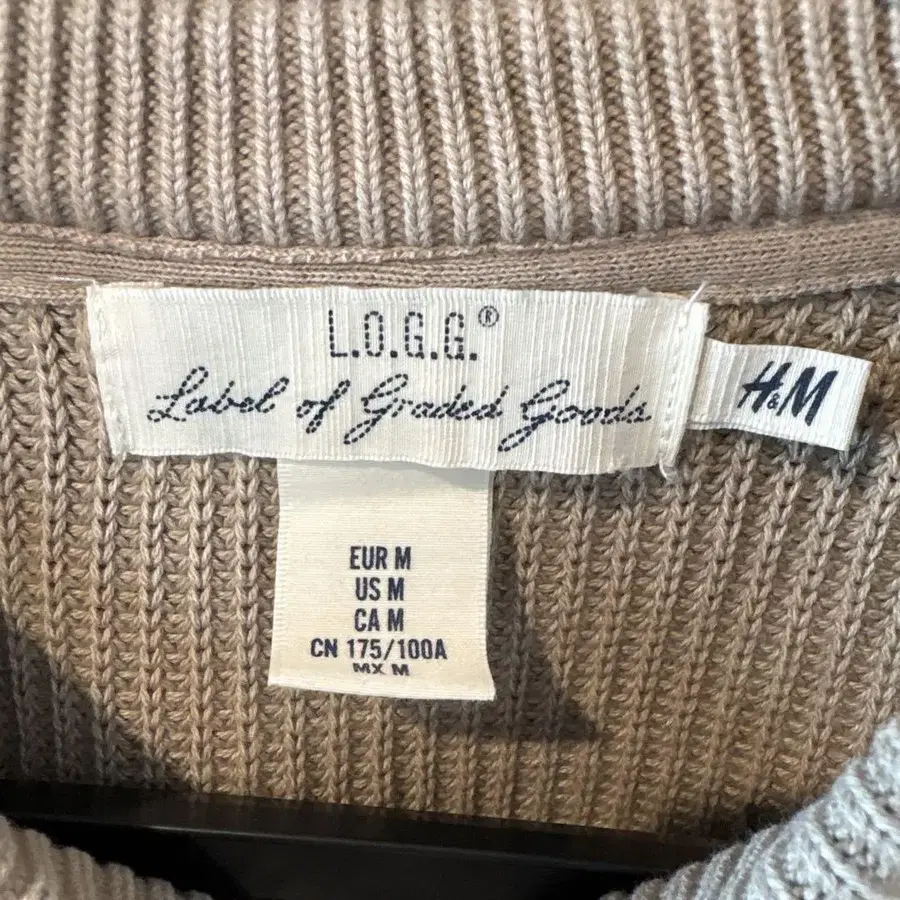 L.O.G.G.®
Label of Graded Goods
H&M
EUR M
US M
CA M
CN 175/100A
MX M